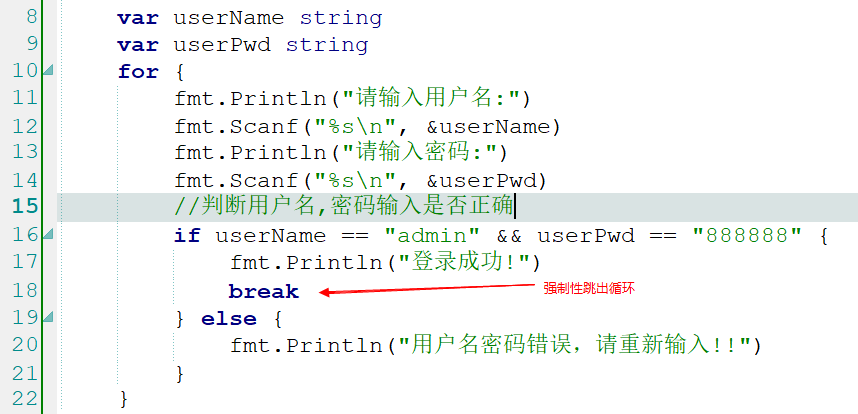 8 var userName string
9 var userPwd string
10 for {
11 fmt.Println("请输入用户名:")
12 fmt.Scanf("%s\n", &userName)
13 fmt.Println("请输入密码:")
14 fmt.Scanf("%s\n", &userPwd)
15 //判断用户名,密码输入是否正确
16 if userName == "admin" && userPwd == "888888" {
17 fmt.Println("登录成功!")
18 break 强制性跳出循环
19 } else {
20 fmt.Println("用户名密码错误，请重新输入!!")
21 }
22 }